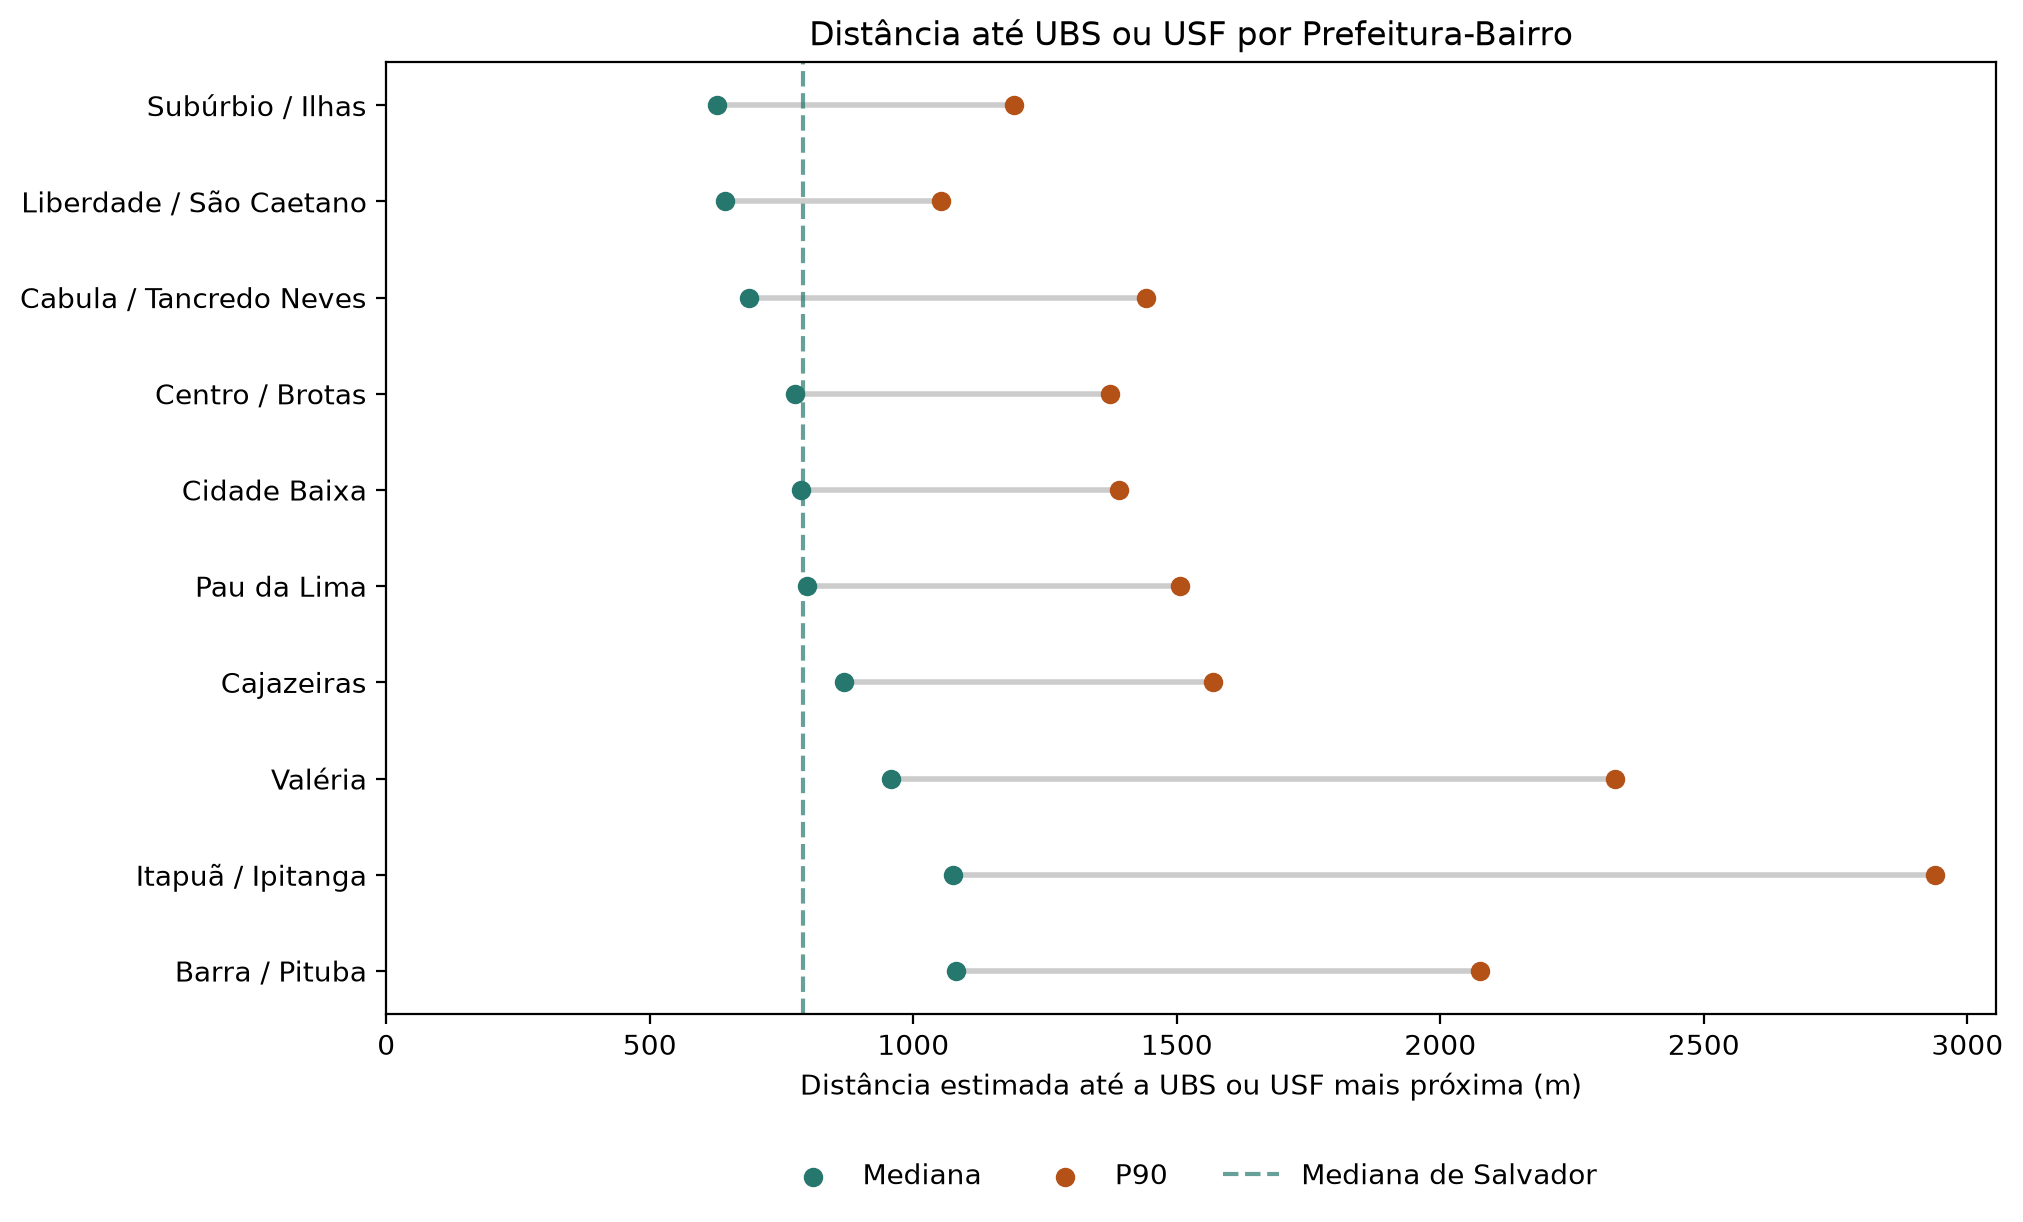 Distância até UBS ou USF por Prefeitura-Bairro
Subúrbio / Ilhas
Liberdade / São Caetano
Cabula / Tancredo Neves
Centro / Brotas
Cidade Baixa
Pau da Lima
Cajazeiras
Valéria
Itapuã / Ipitanga
Barra / Pituba
0 500 1000 1500 2000 2500 3000
Distância estimada até a UBS ou USF mais próxima (m)
Mediana P90 Mediana de Salvador